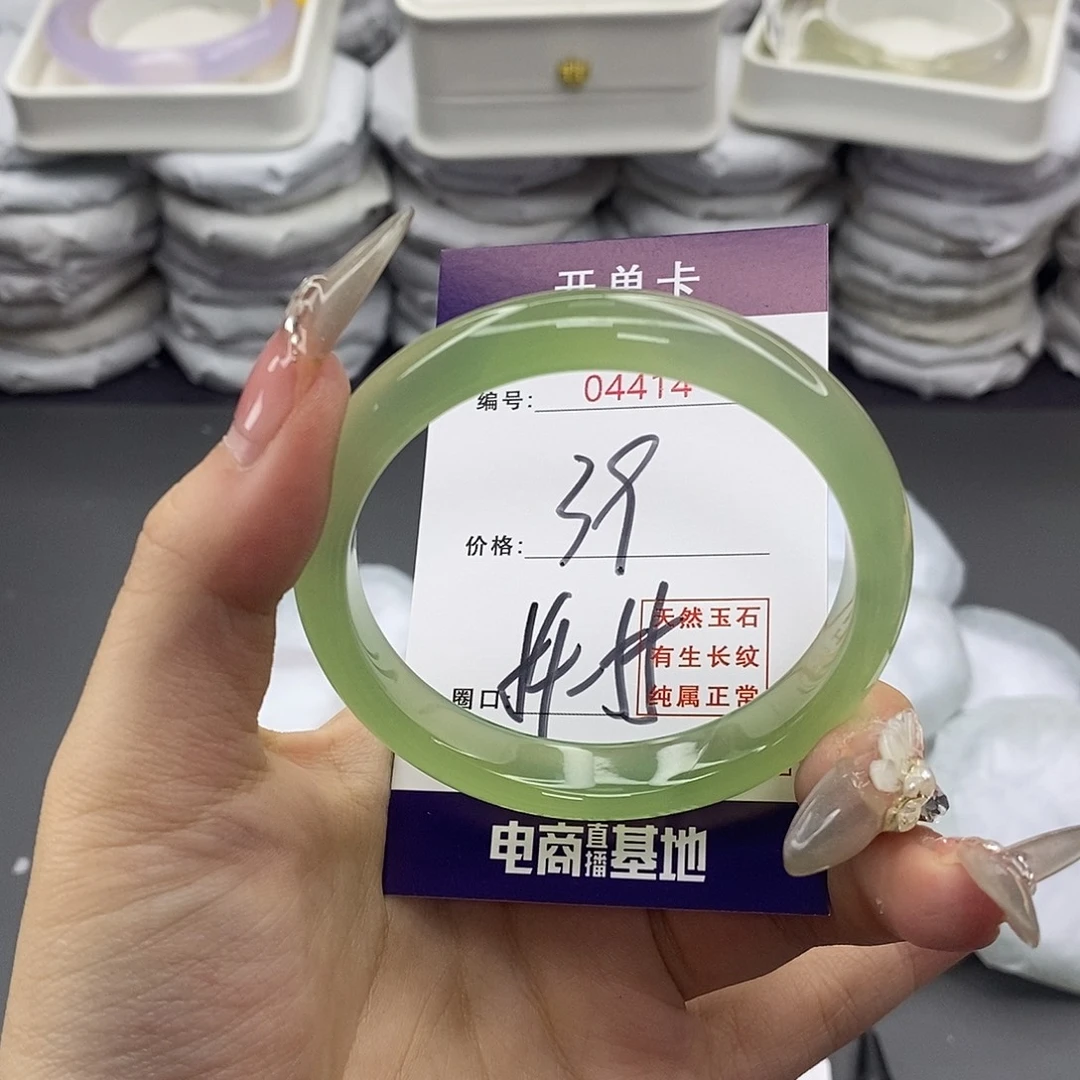 开单卡
编号: 04414
价格: 39
天然玉石
有生长纹
纯属正常
圈口:
电商直播基地